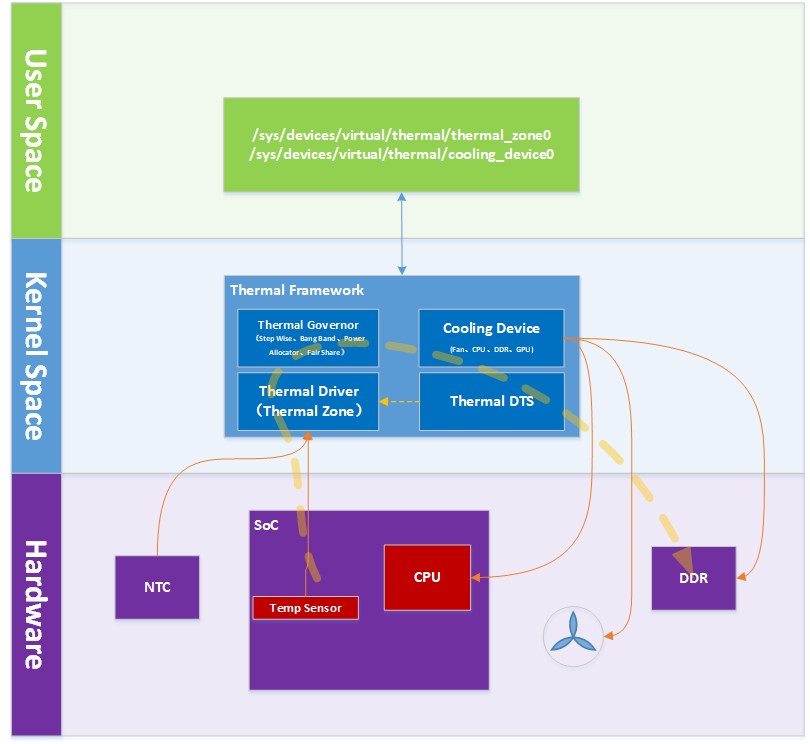 User Space
/sys/devices/virtual/thermal/thermal_zone0
/sys/devices/virtual/thermal/cooling_device0
Kernel Space
Thermal Framework
Thermal Governor
（Step Wise、Bang Band、Power
Allocator、Fair Share）
Cooling Device
(Fan、CPU、DDR、GPU)
Thermal Driver
（Thermal Zone）
Thermal DTS
Hardware
SoC
NTC
CPU
Temp Sensor
DDR